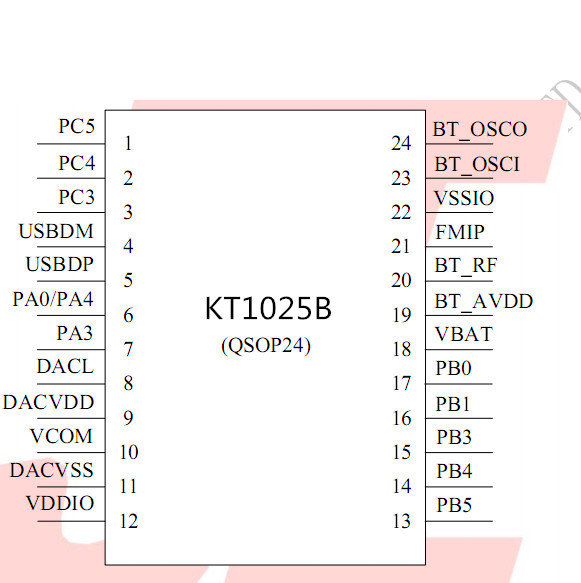 PC5 1 24 BT_OSCO
PC4 2 23 BT_OSCI
PC3 3 22 VSSIO
USBDM 4 21 FMIP
USBDP 5 20 BT_RF
PA0/PA4 6 19 BT_AVDD
KT1025B
PA3 7 18 VBAT
(QSOP24)
DACL 8 17 PB0
DACVDD 9 16 PB1
VCOM 10 15 PB3
DACVSS 11 14 PB4
VDDIO 12 13 PB5